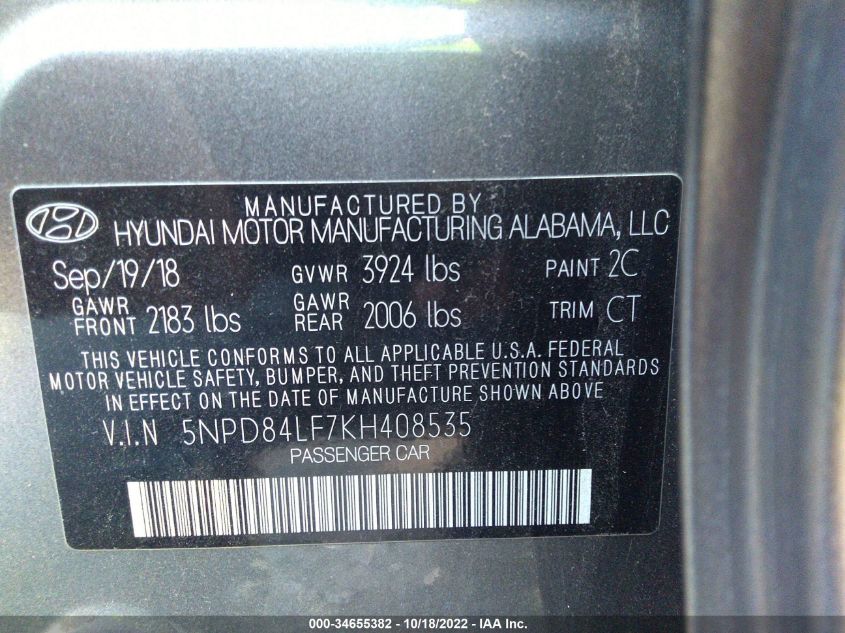 MANUFACTURED BY
HYUNDAI MOTOR MANUFACTURING ALABAMA, LLC
Sep/19/18 GVWR 3924 lbs PAINT 2C
GAWR FRONT 2183 lbs GAWR REAR 2006 lbs TRIM CT
THIS VEHICLE CONFORMS TO ALL APPLICABLE U.S.A. FEDERAL
MOTOR VEHICLE SAFETY, BUMPER, AND THEFT PREVENTION STANDARDS
IN EFFECT ON THE DATE OF MANUFACTURE SHOWN ABOVE
V.I.N 5NPD84LF7KH408535
PASSENGER CAR
000-34655382 - 10/18/2022 - IAA Inc.